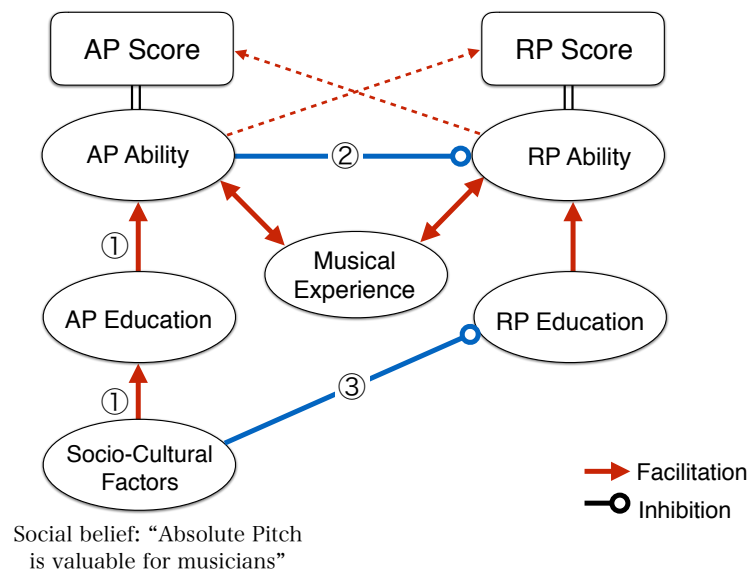 AP Score
RP Score
AP Ability
②
RP Ability
①
Musical
Experience
AP Education
RP Education
①
③
Socio-Cultural
Factors
Facilitation
Inhibition
Social belief: “Absolute Pitch
is valuable for musicians”